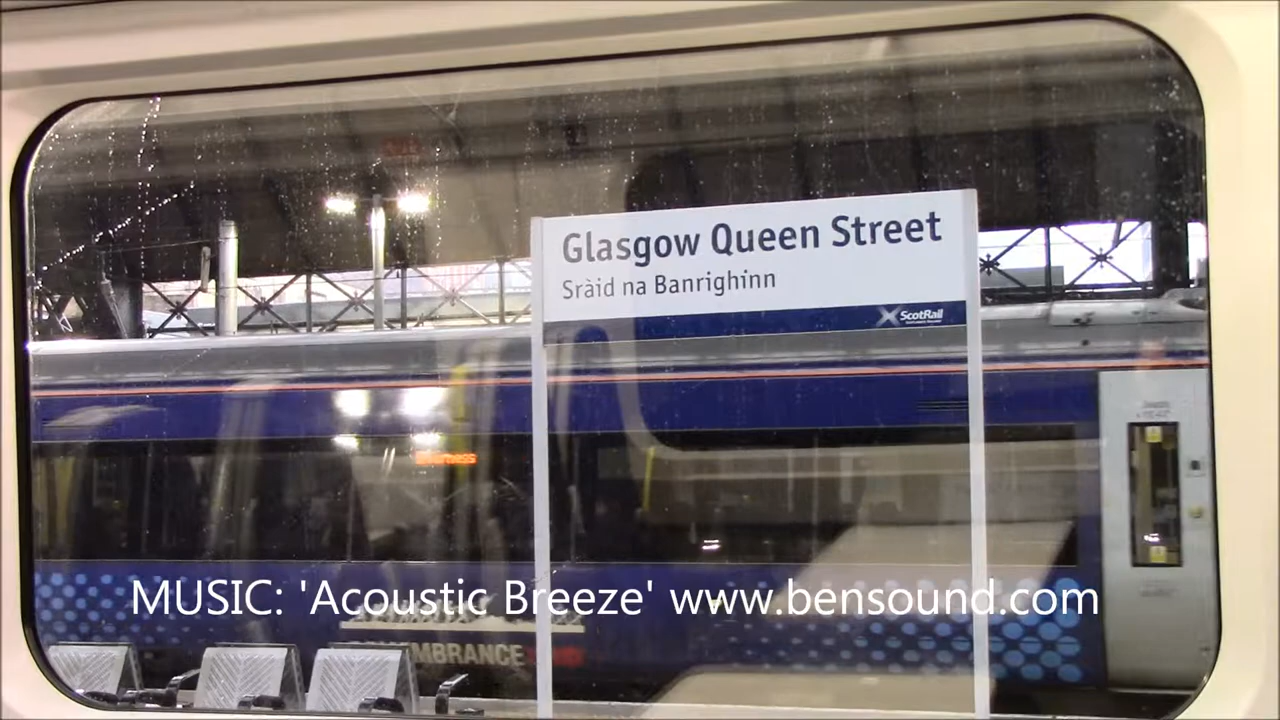 Glasgow Queen Street
Sràid na Banrighinn
ScotRail
MUSIC: 'Acoustic Breeze' www.bensound.com